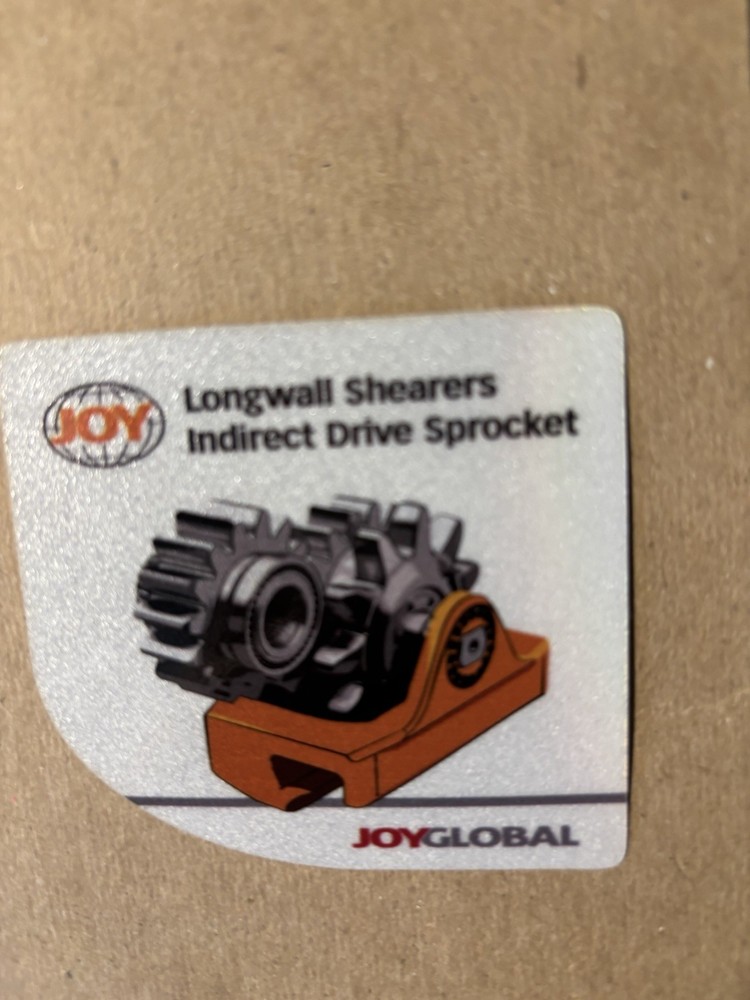 JOY
Longwall Shearers
Indirect Drive Sprocket
JOYGLOBAL